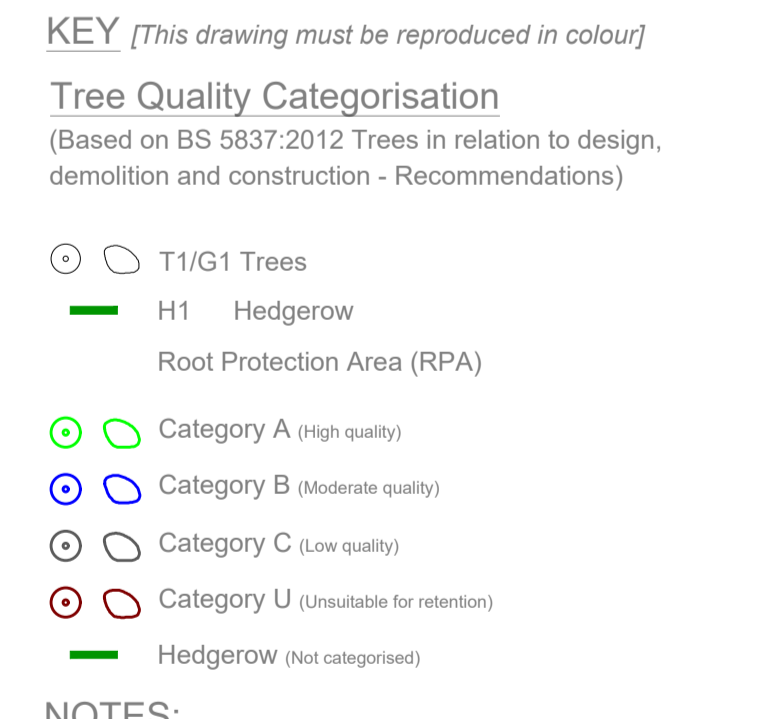 KEY [This drawing must be reproduced in colour]
Tree Quality Categorisation
(Based on BS 5837:2012 Trees in relation to design,
demolition and construction - Recommendations)
T1/G1 Trees
H1 Hedgerow
Root Protection Area (RPA)
Category A (High quality)
Category B (Moderate quality)
Category C (Low quality)
Category U (Unsuitable for retention)
Hedgerow (Not categorised)
NOTES: